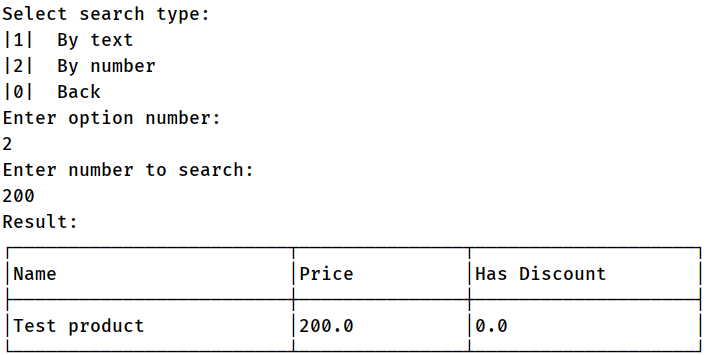 Select search type:
|1|  By text
|2|  By number
|0|  Back
Enter option number:
2
Enter number to search:
200
Result:
Name Price Has Discount
Test product 200.0 0.0